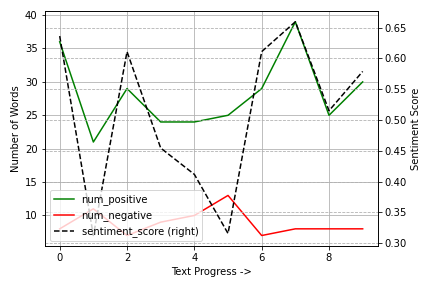 40
35
30
25
20
15
10
0.65
0.60
0.55
0.50
0.45
0.40
0.35
0.30
Number of Words
Sentiment Score
num_positive
num_negative
sentiment_score (right)
0 2 4 6 8
Text Progress ->